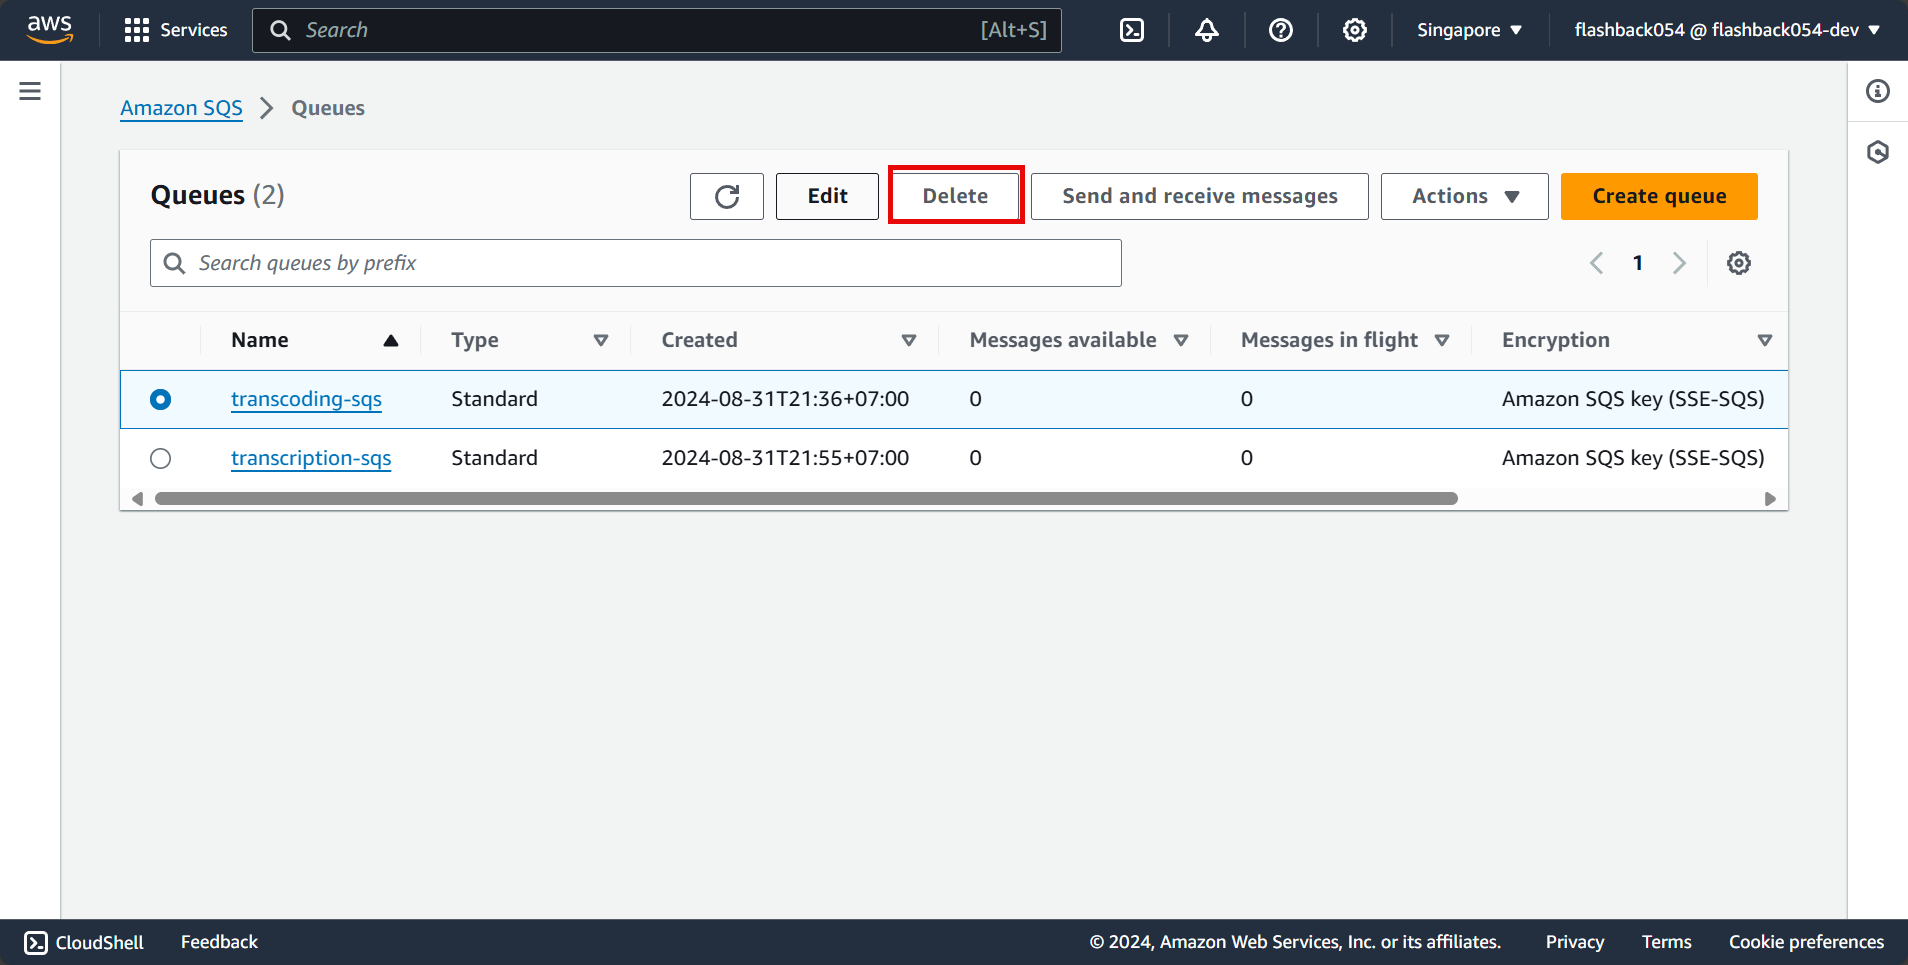 aws Services Search [Alt+S] Singapore flashback054 @ flashback054-dev
Amazon SQS Queues
Queues (2) Edit Delete Send and receive messages Actions Create queue
Search queues by prefix 1
Name Type Created Messages available Messages in flight Encryption
transcoding-sqs Standard 2024-08-31T21:36+07:00 0 0 Amazon SQS key (SSE-SQS)
transcription-sqs Standard 2024-08-31T21:55+07:00 0 0 Amazon SQS key (SSE-SQS)
CloudShell Feedback © 2024, Amazon Web Services, Inc. or its affiliates. Privacy Terms Cookie preferences